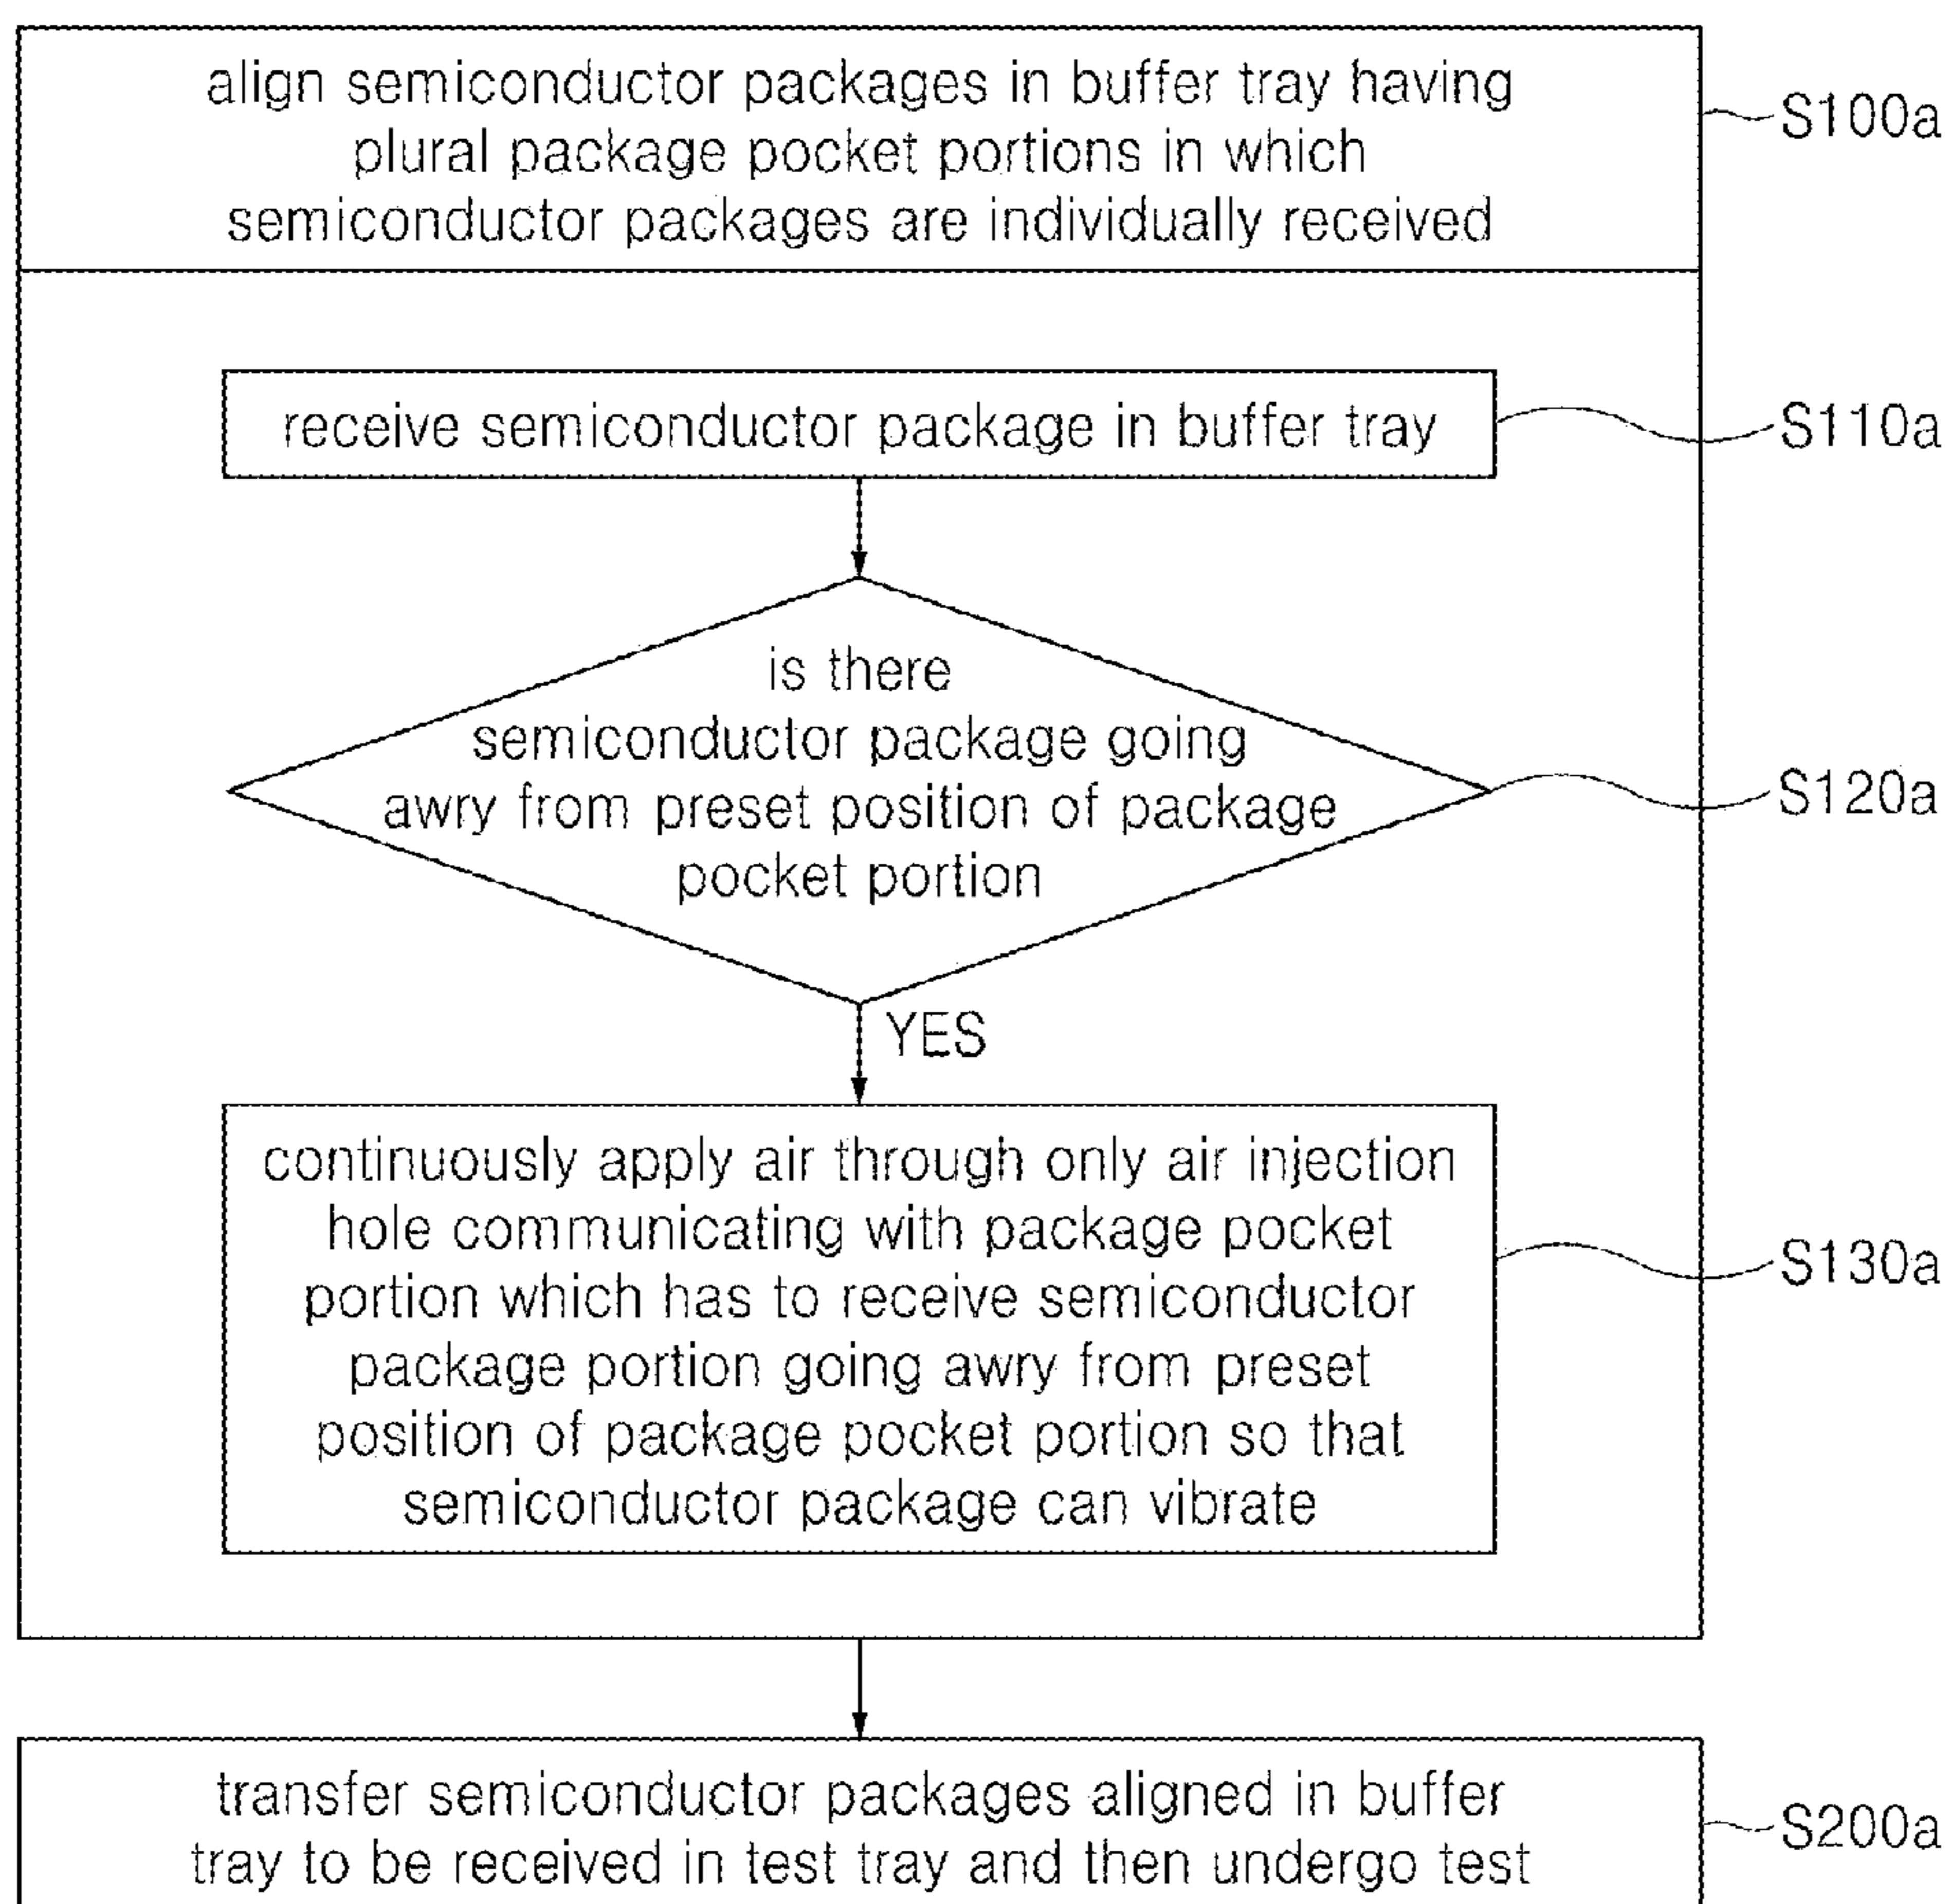 align semiconductor packages in buffer tray having
plural package pocket portions in which
semiconductor packages are individually received
S100a
receive semiconductor package in buffer tray
S110a
is there
semiconductor package going
awry from preset position of package
pocket portion
S120a
YES
continuously apply air through only air injection
hole communicating with package pocket
portion which has to receive semiconductor
package portion going awry from preset
position of package pocket portion so that
semiconductor package can vibrate
S130a
transfer semiconductor packages aligned in buffer
tray to be received in test tray and then undergo test
S200a